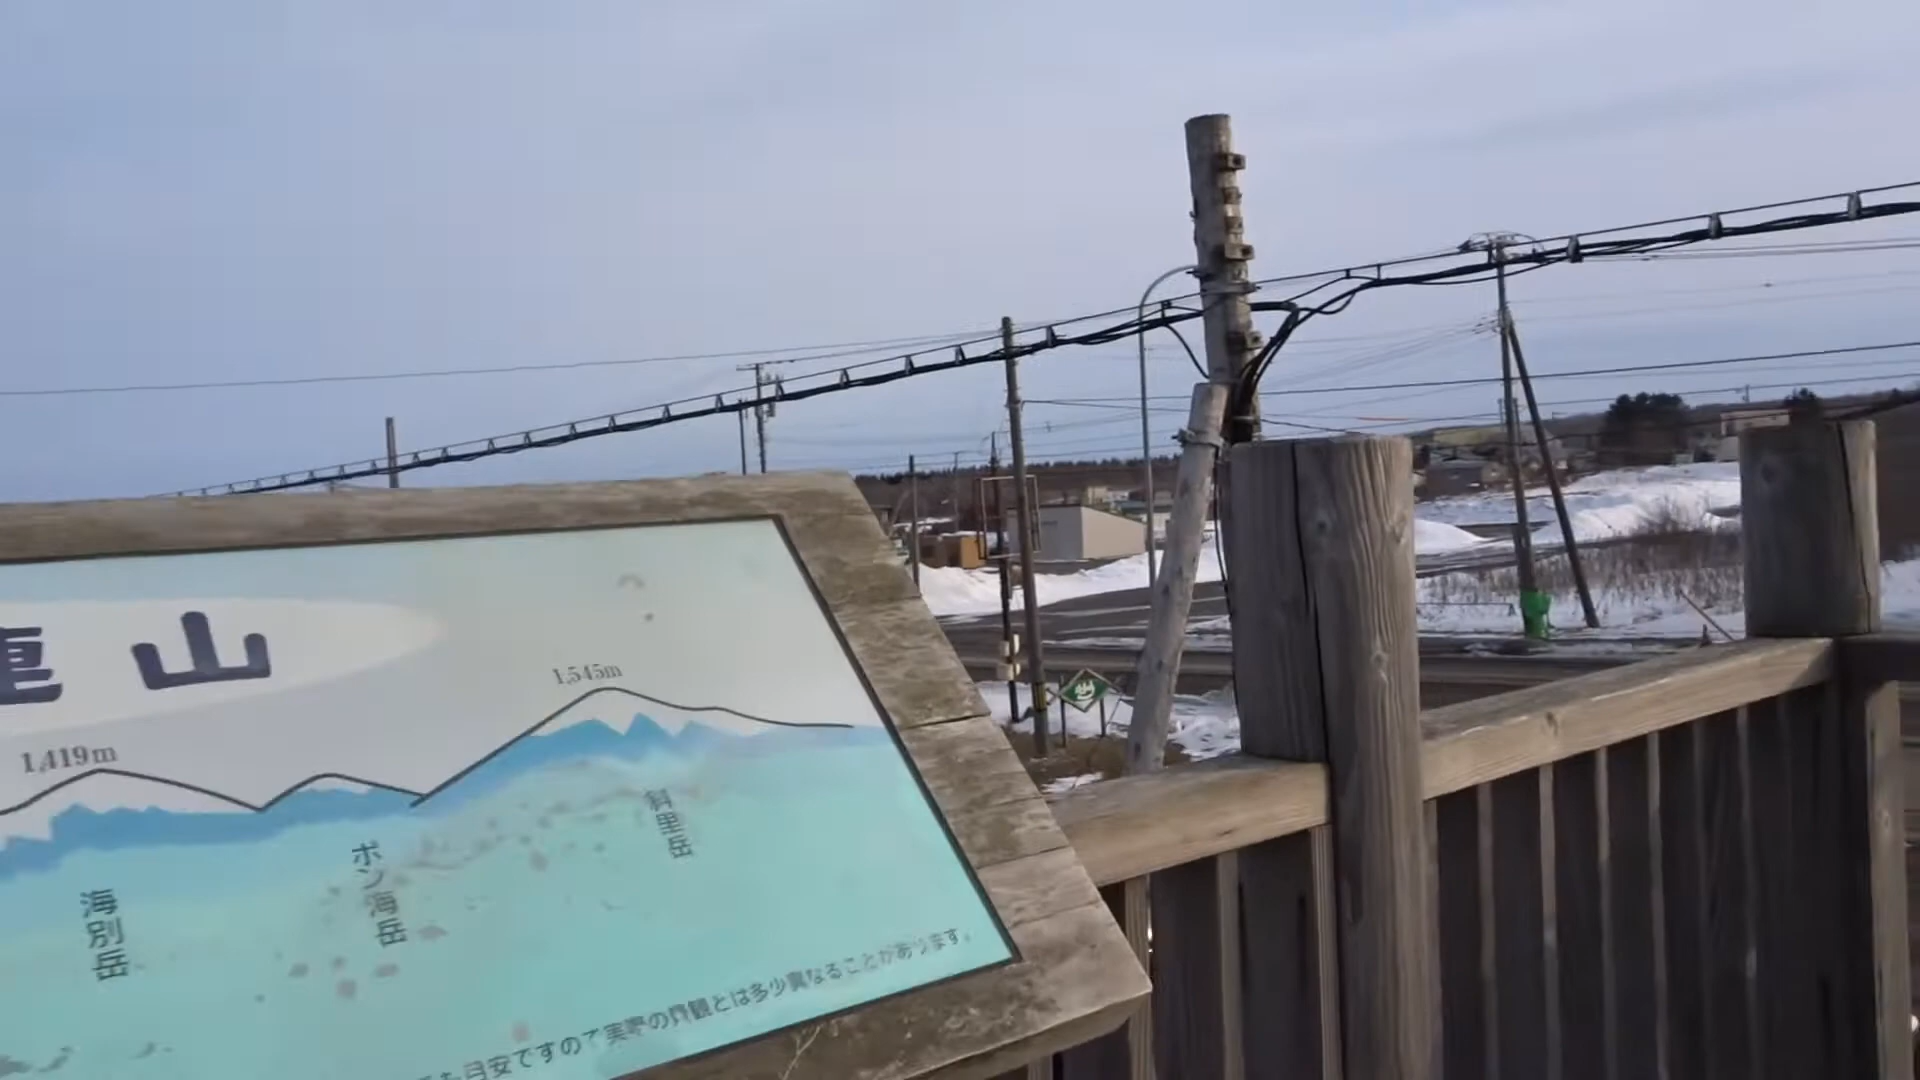 連山
1,545m
1,419m
斜里岳
ポン海岳
海別岳
目安ですので実際の景観とは多少異なることがあります。